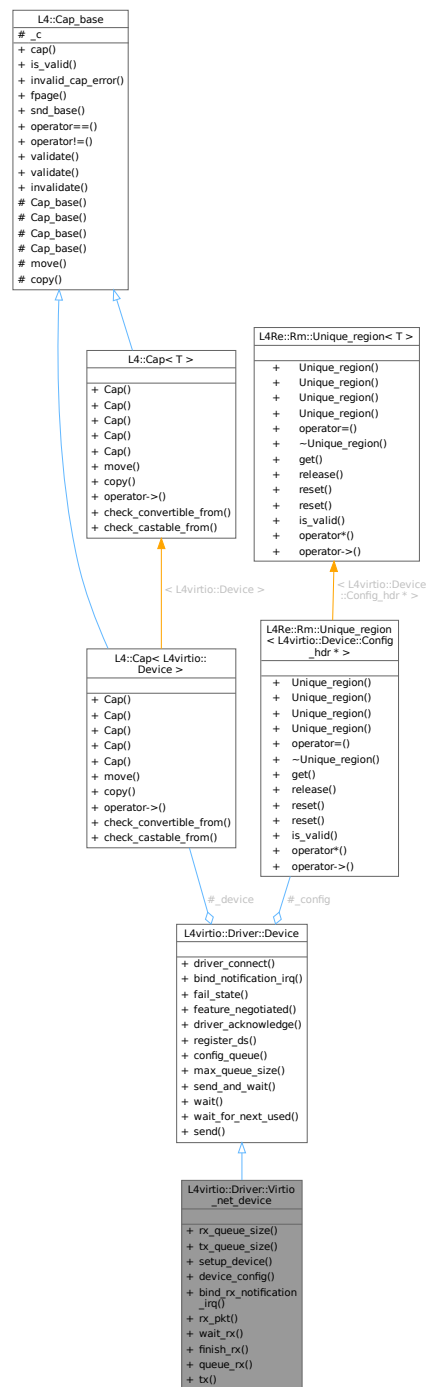 L4::Cap_base
# _c
+ cap()
+ is_valid()
+ invalid_cap_error()
+ fpage()
+ snd_base()
+ operator==()
+ operator!=()
+ validate()
+ validate()
+ invalidate()
# Cap_base()
# Cap_base()
# Cap_base()
# Cap_base()
# move()
# copy()
L4::Cap< T >
+ Cap()
+ Cap()
+ Cap()
+ Cap()
+ Cap()
+ move()
+ copy()
+ operator->()
+ check_convertible_from()
+ check_castable_from()
L4Re::Rm::Unique_region< T >
+ Unique_region()
+ Unique_region()
+ Unique_region()
+ Unique_region()
+ operator=()
+ ~Unique_region()
+ get()
+ release()
+ reset()
+ reset()
+ is_valid()
+ operator*()
+ operator->()
< L4virtio::Device >
< L4virtio::Device
::Config_hdr * >
L4::Cap< L4virtio::
Device >
+ Cap()
+ Cap()
+ Cap()
+ Cap()
+ Cap()
+ move()
+ copy()
+ operator->()
+ check_convertible_from()
+ check_castable_from()
L4Re::Rm::Unique_region
< L4virtio::Device::Config
_hdr * >
+ Unique_region()
+ Unique_region()
+ Unique_region()
+ Unique_region()
+ operator=()
+ ~Unique_region()
+ get()
+ release()
+ reset()
+ reset()
+ is_valid()
+ operator*()
+ operator->()
#_device
#_config
L4virtio::Driver::Device
+ driver_connect()
+ bind_notification_irq()
+ fail_state()
+ feature_negotiated()
+ driver_acknowledge()
+ register_ds()
+ config_queue()
+ max_queue_size()
+ send_and_wait()
+ wait()
+ wait_for_next_used()
+ send()
L4virtio::Driver::Virtio
_net_device
+ rx_queue_size()
+ tx_queue_size()
+ setup_device()
+ device_config()
+ bind_rx_notification
_irq()
+ rx_pkt()
+ wait_rx()
+ finish_rx()
+ queue_rx()
+ tx()